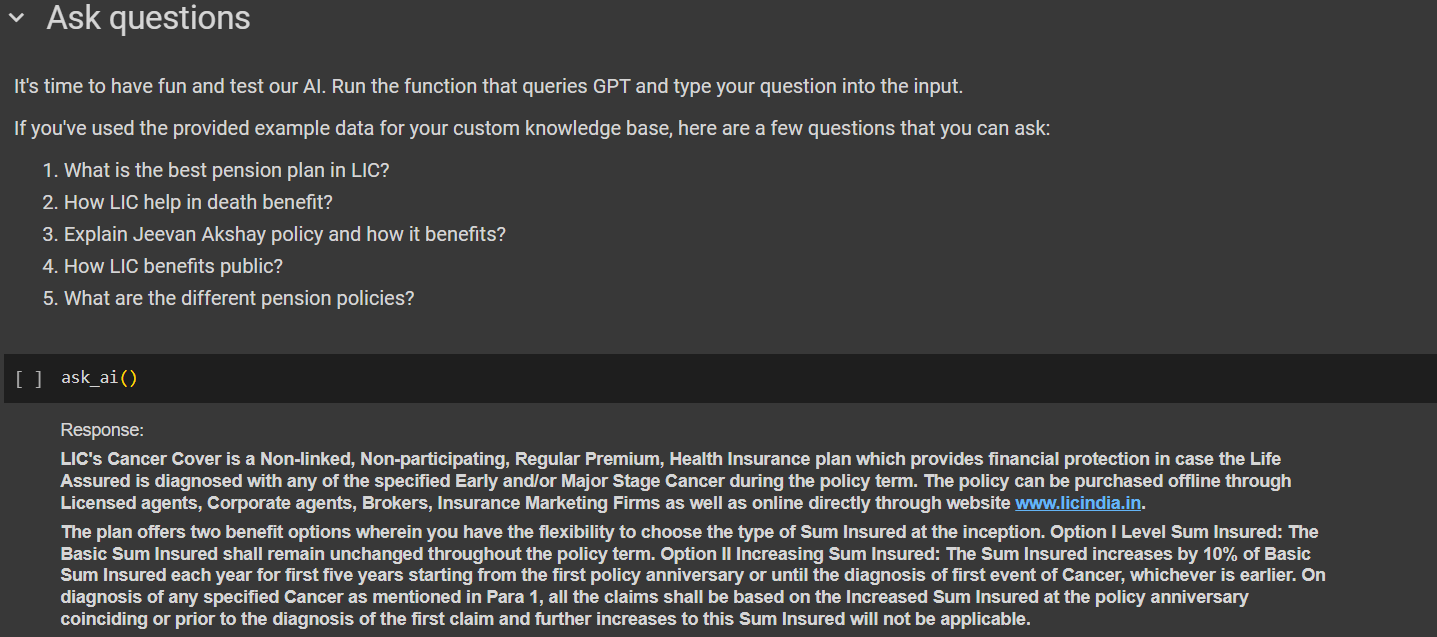 Ask questions
It's time to have fun and test our AI. Run the function that queries GPT and type your question into the input.
If you've used the provided example data for your custom knowledge base, here are a few questions that you can ask:
1. What is the best pension plan in LIC?
2. How LIC help in death benefit?
3. Explain Jeevan Akshay policy and how it benefits?
4. How LIC benefits public?
5. What are the different pension policies?
[ ] ask_ai()
Response:
LIC's Cancer Cover is a Non-linked, Non-participating, Regular Premium, Health Insurance plan which provides financial protection in case the Life
Assured is diagnosed with any of the specified Early and/or Major Stage Cancer during the policy term. The policy can be purchased offline through
Licensed agents, Corporate agents, Brokers, Insurance Marketing Firms as well as online directly through website www.licindia.in.
The plan offers two benefit options wherein you have the flexibility to choose the type of Sum Insured at the inception. Option I Level Sum Insured: The
Basic Sum Insured shall remain unchanged throughout the policy term. Option II Increasing Sum Insured: The Sum Insured increases by 10% of Basic
Sum Insured each year for first five years starting from the first policy anniversary or until the diagnosis of first event of Cancer, whichever is earlier. On
diagnosis of any specified Cancer as mentioned in Para 1, all the claims shall be based on the Increased Sum Insured at the policy anniversary
coinciding or prior to the diagnosis of the first claim and further increases to this Sum Insured will not be applicable.